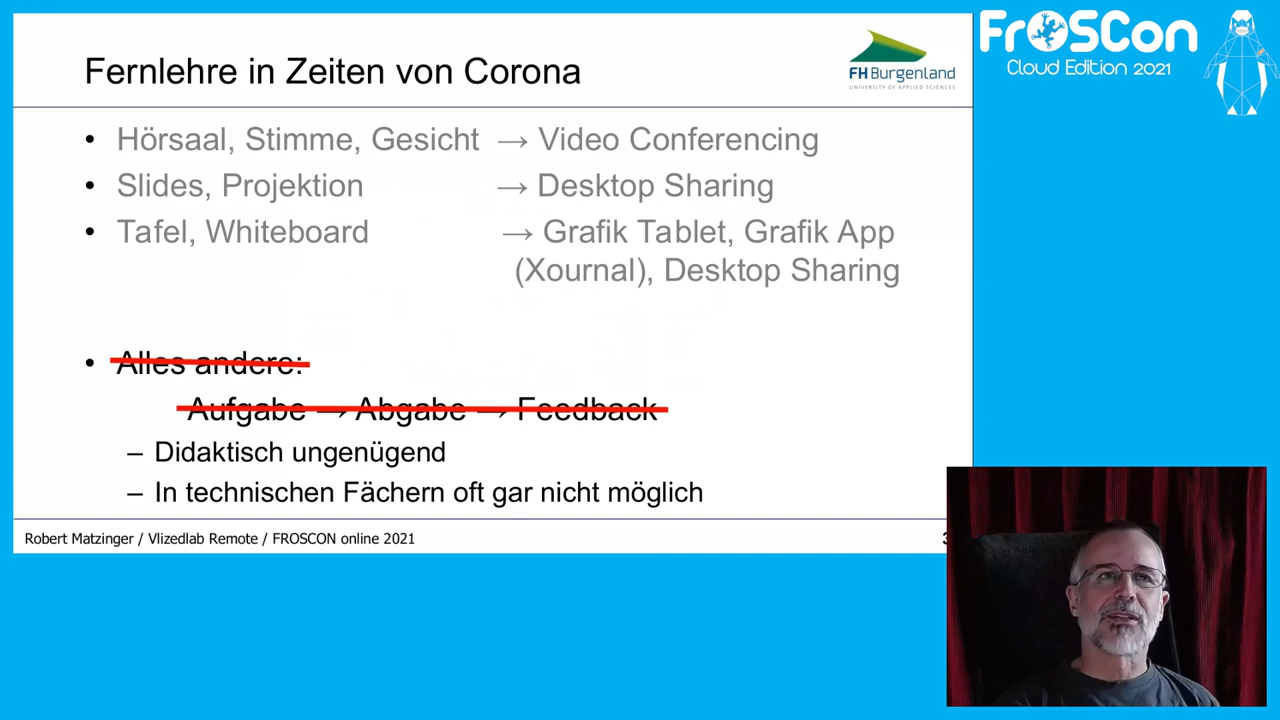 Fernlehre in Zeiten von Corona
FH Burgenland
UNIVERSITY OF APPLIED SCIENCES
FrOSCon
Cloud Edition 2021
• Hörsaal, Stimme, Gesicht → Video Conferencing
• Slides, Projektion → Desktop Sharing
• Tafel, Whiteboard → Grafik Tablet, Grafik App
(Xournal), Desktop Sharing
• Alles andere:
Aufgabe → Abgabe → Feedback
– Didaktisch ungenügend
– In technischen Fächern oft gar nicht möglich
Robert Matzinger / Vlizedlab Remote / FROSCON online 2021